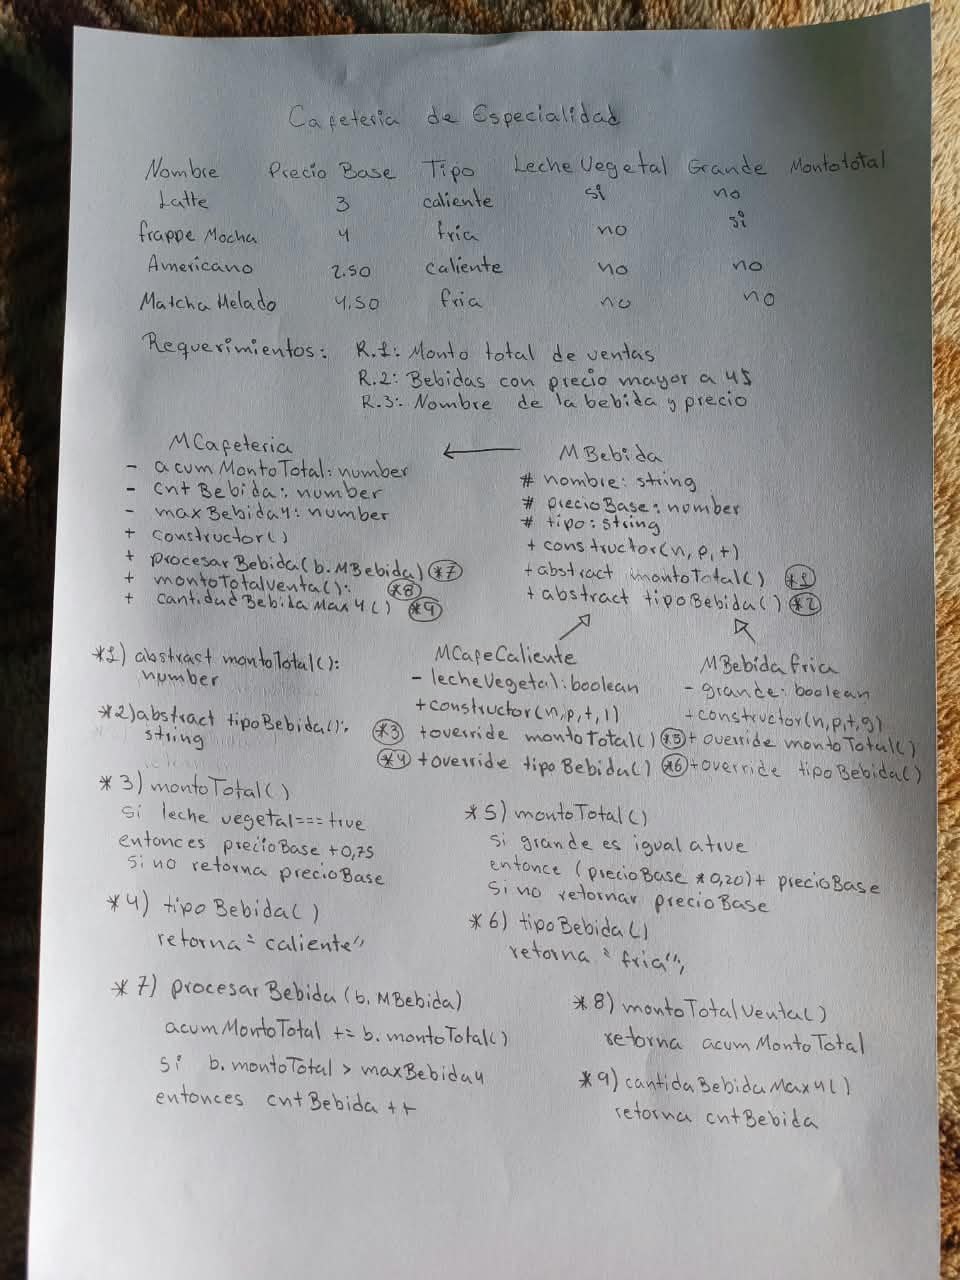 Cafeteria de Especialidad
Nombre Precio Base Tipo Leche Vegetal Grande Montototal
Latte 3 caliente si no
frappe Mocha 4 fria no si
Americano 2.50 caliente no no
Matcha Helado 4.50 fria no no
Requerimientos: R.1: Monto total de ventas
R.2: Bebidas con precio mayor a 4$
R.3: Nombre de la bebida y precio
MCafeteria
- acumMontoTotal: number
- cntBebida: number
- maxBebida4: number
+ constructor()
+ procesarBebida(b.MBebida) *7
+ montoTotalVenta(): *8
+ cantidadBebidaMax4() *9
MBebida
# nombre: string
# precioBase: number
# tipo: string
+ constructor(n,p,t)
+ abstract montoTotal() *1
+ abstract tipoBebida() *2
MCafeCaliente
- lecheVegetal: boolean
+ constructor(n,p,t,l)
*3 + override montoTotal()
*4 + override tipoBebida()
MBebidafria
- grande: boolean
+ constructor(n,p,t,g)
*5 + override montoTotal()
*6 + override tipoBebida()
*1) abstract montoTotal():
number
*2) abstract tipoBebida():
string
*3) montoTotal()
si leche vegetal === true
entonces precioBase + 0,75
si no retorna precioBase
*4) tipoBebida()
retorna "caliente"
*5) montoTotal()
si grande es igual a true
entonce (precioBase * 0,20) + precioBase
si no retornar precioBase
*6) tipoBebida()
retorna "fria";
*7) procesarBebida(b.MBebida)
acumMontoTotal += b.montoTotal()
si b.montoTotal > maxBebida4
entonces cntBebida ++
*8) montoTotalVenta()
retorna acumMontoTotal
*9) cantidaBebidaMax4()
retorna cntBebida